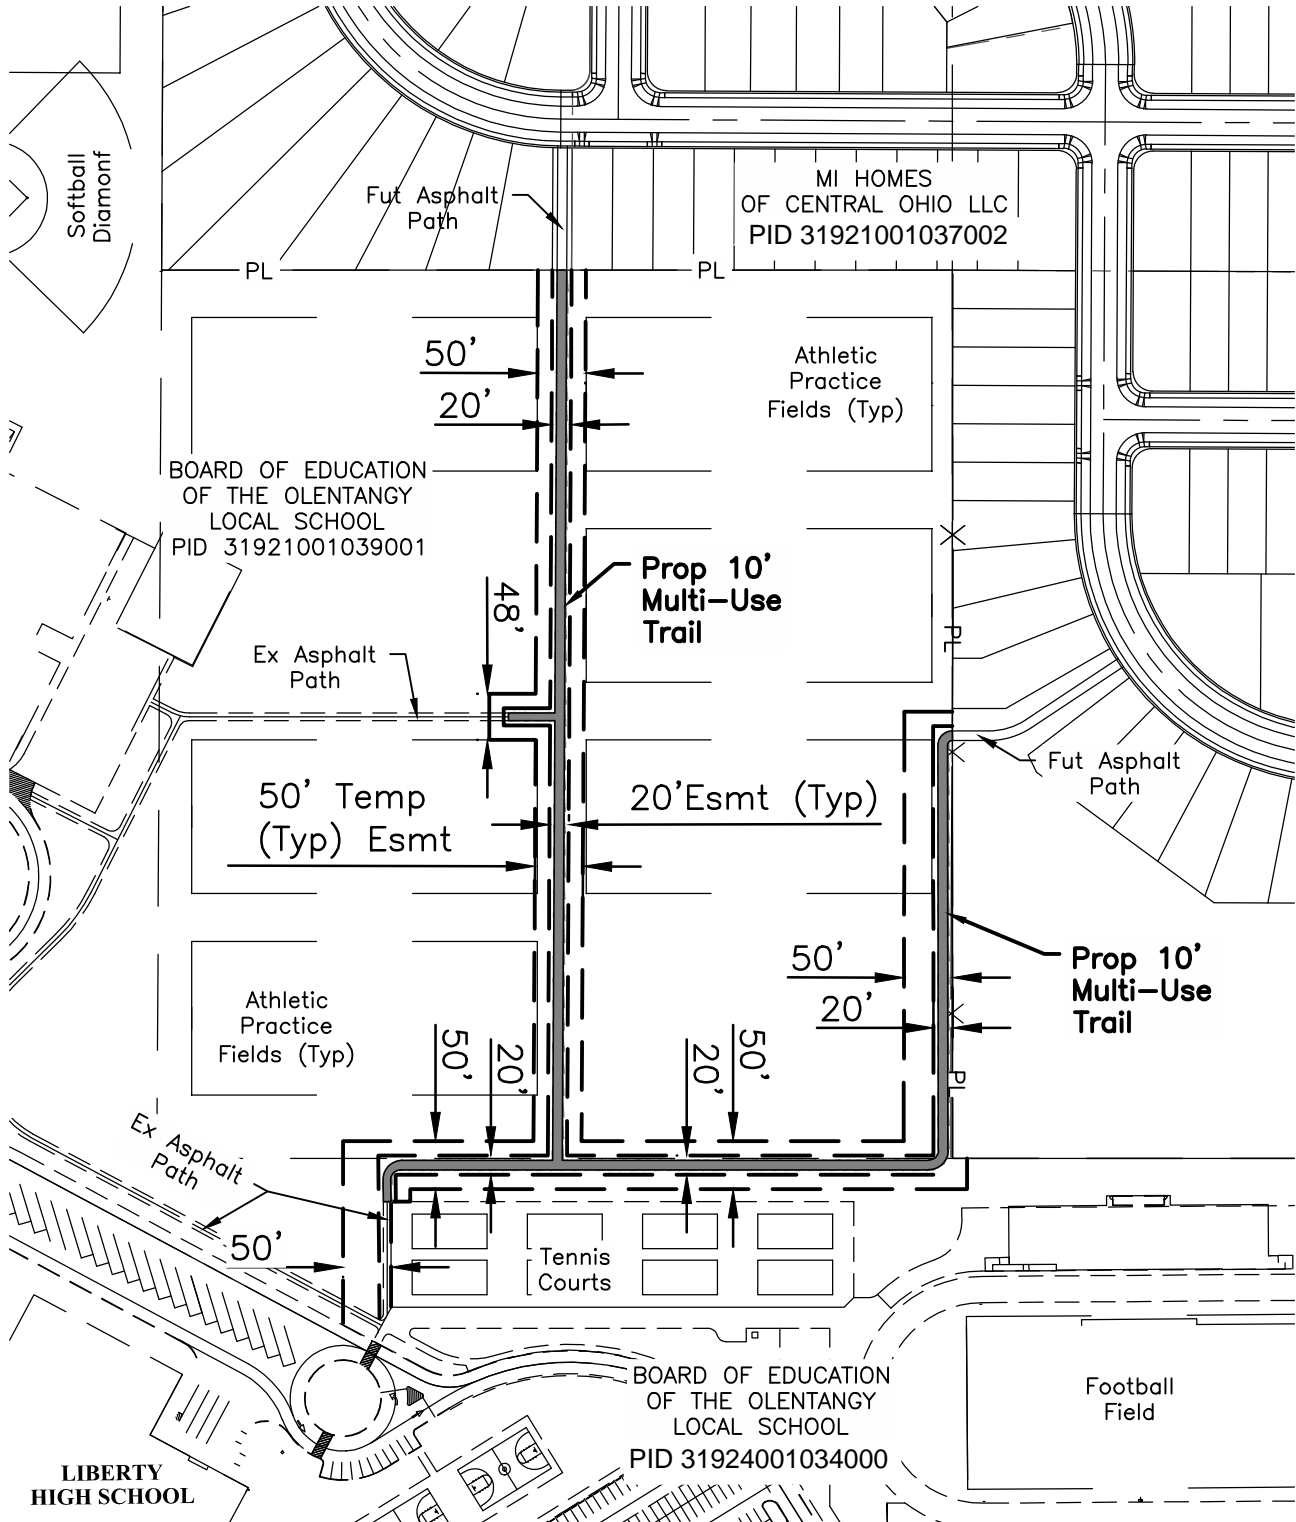 Softball
Diamonf
Fut Asphalt
Path
MI HOMES
OF CENTRAL OHIO LLC
PID 31921001037002
PL
PL
50'
20'
Athletic
Practice
Fields (Typ)
BOARD OF EDUCATION
OF THE OLENTANGY
LOCAL SCHOOL
PID 31921001039001
Prop 10'
Multi-Use
Trail
48'
PL
Ex Asphalt
Path
Fut Asphalt
Path
50' Temp
(Typ) Esmt
20'Esmt (Typ)
50'
20'
Prop 10'
Multi-Use
Trail
Athletic
Practice
Fields (Typ)
50'
20'
20'
50'
PL
Ex Asphalt
Path
50'
Tennis
Courts
BOARD OF EDUCATION
OF THE OLENTANGY
LOCAL SCHOOL
PID 31924001034000
Football
Field
LIBERTY
HIGH SCHOOL